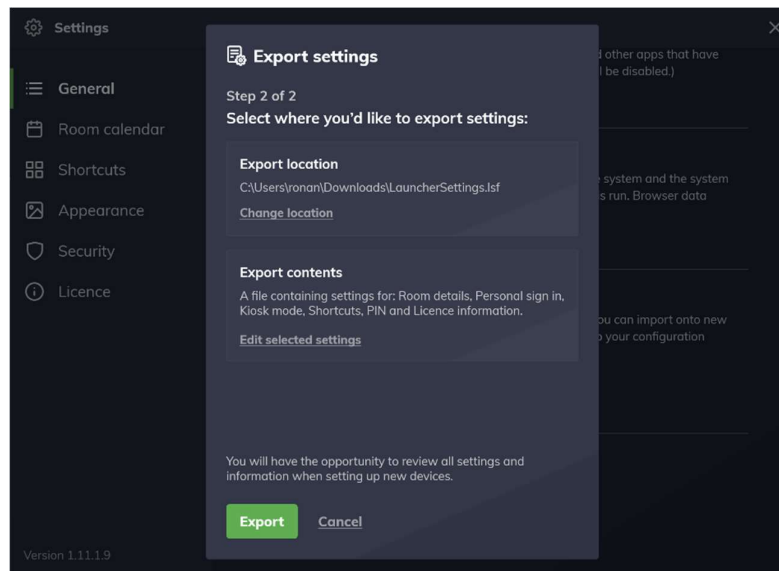 Settings
General
Room calendar
Shortcuts
Appearance
Security
Licence
Version 1.11.1.9
Export settings
Step 2 of 2
Select where you’d like to export settings:
Export location
C:\Users\ronan\Downloads\LauncherSettings.lsf
Change location
Export contents
A file containing settings for: Room details, Personal sign in,
Kiosk mode, Shortcuts, PIN and Licence information.
Edit selected settings
You will have the opportunity to review all settings and
information when setting up new devices.
Export
Cancel
other apps that have
be disabled.)
system and the system
run. Browser data
can import onto new
your configuration